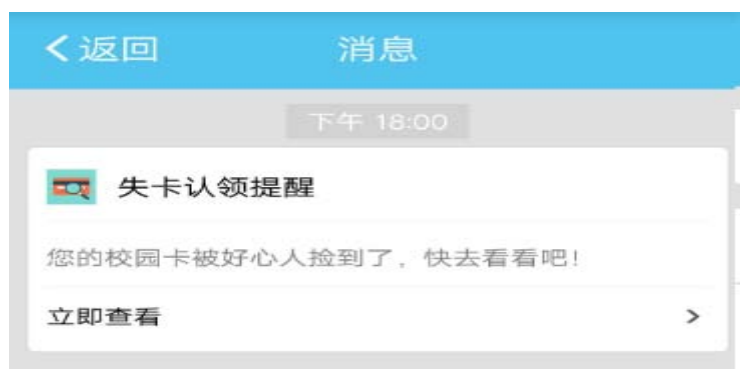 返回
消息
下午 18:00
失卡认领提醒
您的校园卡被好心人捡到了，快去看看吧!
立即查看